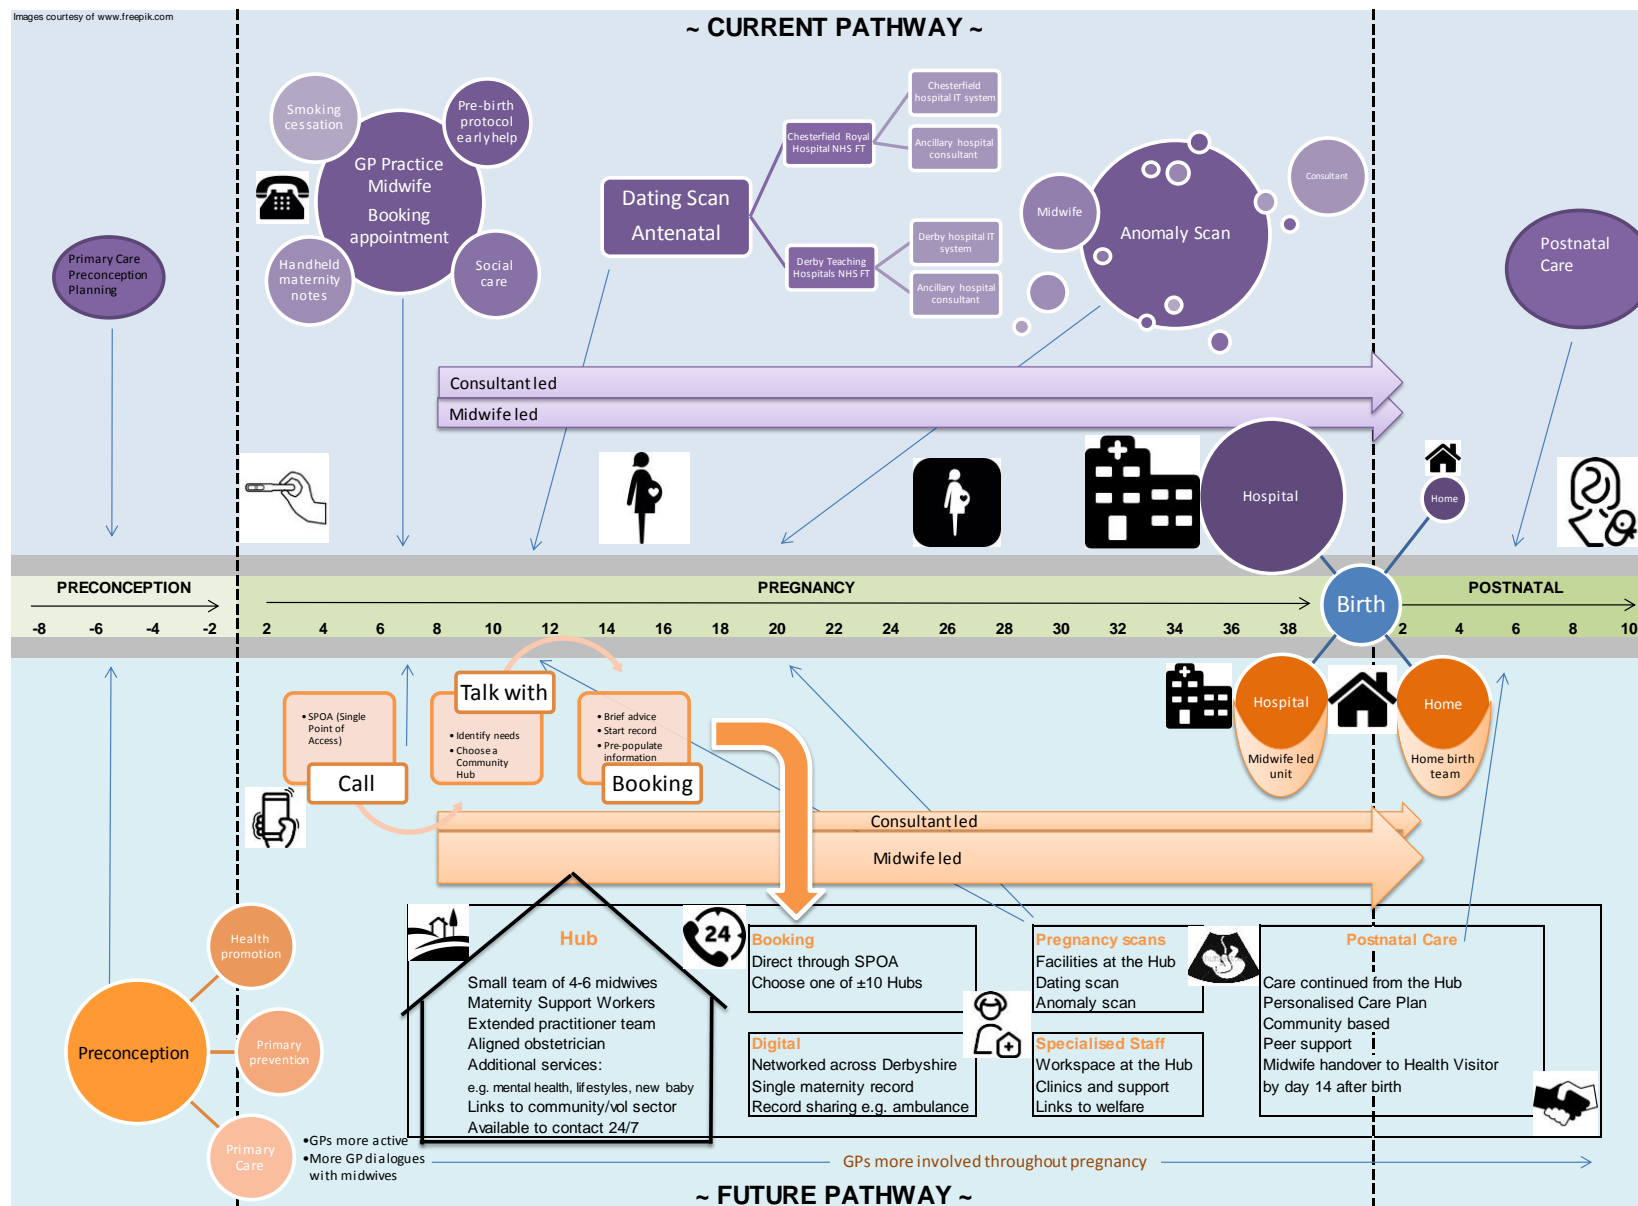 Images courtesy of www.freepik.com
~ CURRENT PATHWAY ~
Smoking
cessation
Pre-birth
protocol
early help
GP Practice
Midwife
Booking
appointment
Handheld
maternity
notes
Social
care
Primary Care
Preconception
Planning
Dating Scan
Antenatal
Chesterfield Royal
Hospital NHS FT
Chesterfield
hospital IT system
Ancillary hospital
consultant
Derby Teaching
Hospitals NHS FT
Derby hospital IT
system
Ancillary hospital
consultant
Midwife
Anomaly Scan
Consultant
Postnatal
Care
Consultant led
Midwife led
Hospital
Home
PRECONCEPTION
PREGNANCY
Birth
POSTNATAL
-8 -6 -4 -2 2 4 6 8 10 12 14 16 18 20 22 24 26 28 30 32 34 36 38 2 4 6 8 10
• SPOA (Single
Point of
Access)
Call
Talk with
• Identify needs
• Choose a
Community
Hub
• Brief advice
• Start record
• Pre-populate
information
Booking
Hospital
Midwife led
unit
Home
Home birth
team
Consultant led
Midwife led
Health
promotion
Preconception
Primary
prevention
Primary
Care
•GPs more active
•More GP dialogues
with midwives
Hub
Small team of 4-6 midwives
Maternity Support Workers
Extended practitioner team
Aligned obstetrician
Additional services:
e.g. mental health, lifestyles, new baby
Links to community/vol sector
Available to contact 24/7
24
Booking
Direct through SPOA
Choose one of ±10 Hubs
Digital
Networked across Derbyshire
Single maternity record
Record sharing e.g. ambulance
Pregnancy scans
Facilities at the Hub
Dating scan
Anomaly scan
Specialised Staff
Workspace at the Hub
Clinics and support
Links to welfare
Postnatal Care
Care continued from the Hub
Personalised Care Plan
Community based
Peer support
Midwife handover to Health Visitor
by day 14 after birth
GPs more involved throughout pregnancy
~ FUTURE PATHWAY ~